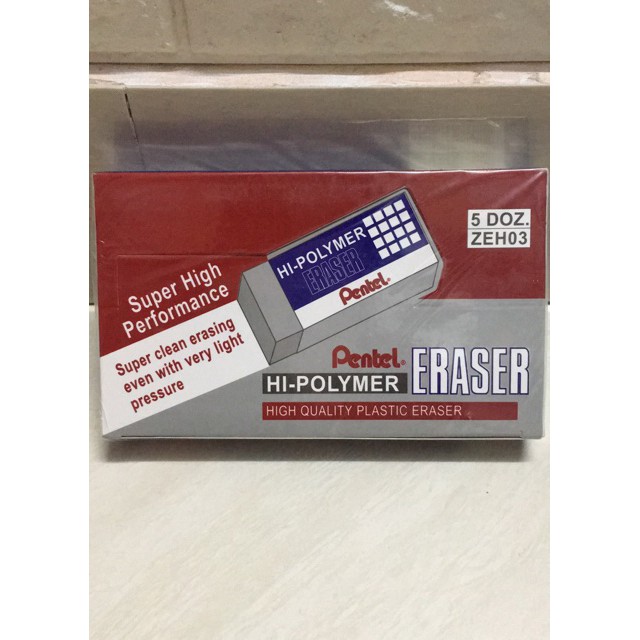 5 DOZ.
ZEH03
HI-POLYMER
ERASER
Pentel
Super High
Performance
Super clean erasing
even with very light
pressure
Pentel®
HI-POLYMER ERASER
HIGH QUALITY PLASTIC ERASER